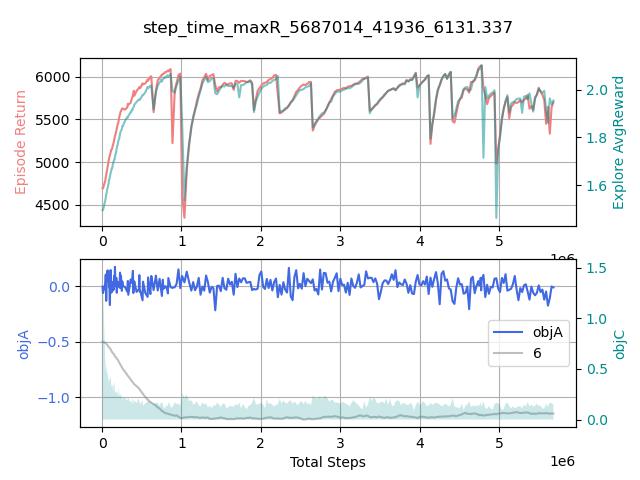 step_time_maxR_5687014_41936_6131.337
6000
5500
5000
4500
Episode Return
2.0
1.8
1.6
Explore AvgReward
0 1 2 3 4 5
0.0
−0.5
−1.0
objA
1.5
1.0
0.5
0.0
objC
objA
6
0 1 2 3 4 5
Total Steps
1e6